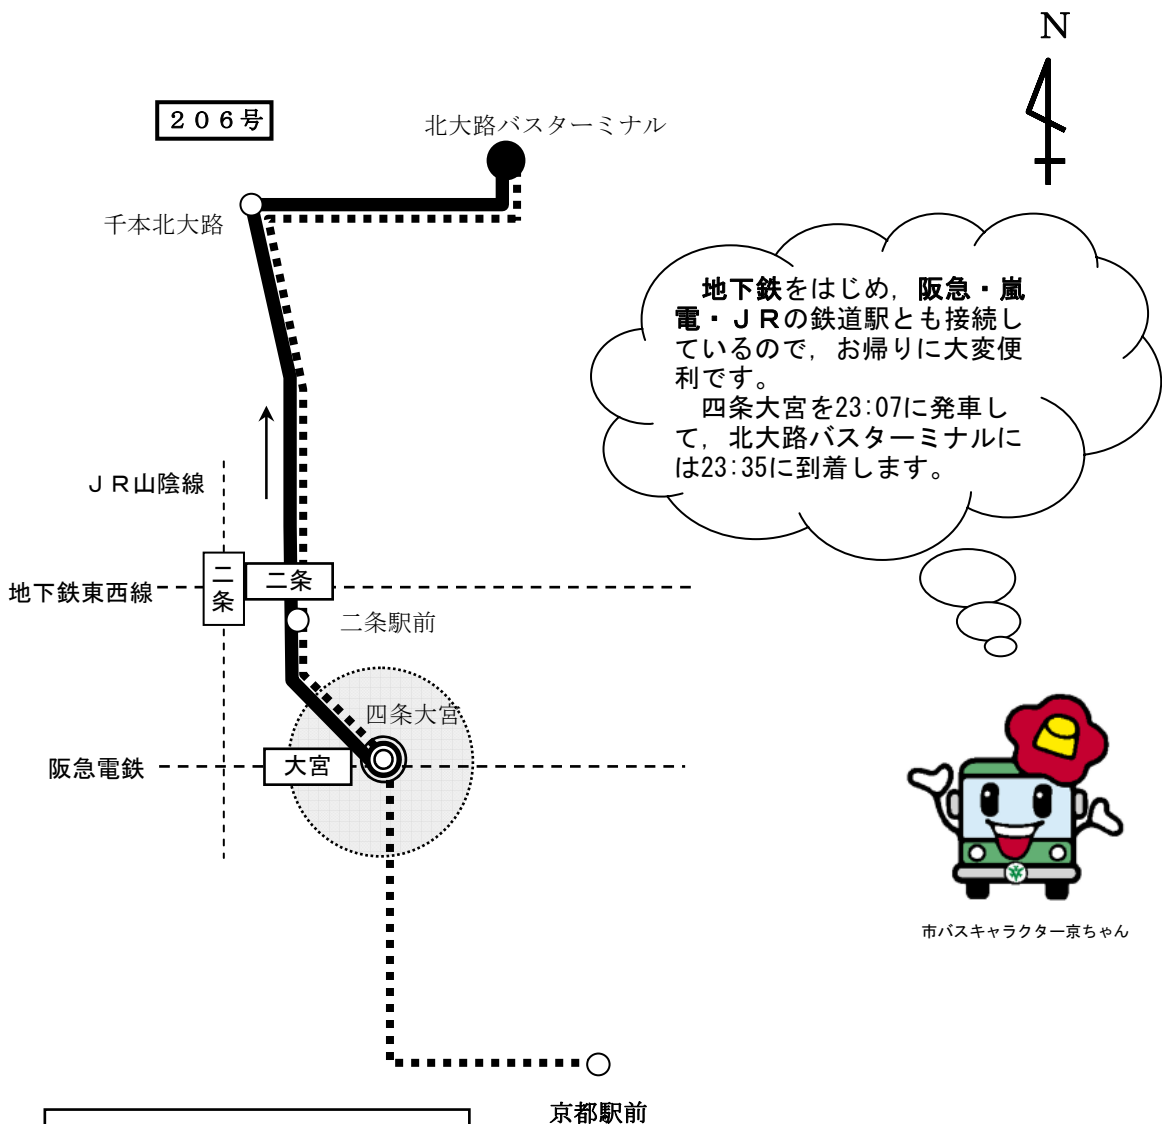 N
２０６号
北大路バスターミナル
千本北大路
地下鉄をはじめ，阪急・嵐
電・ＪＲの鉄道駅とも接続し
ているので，お帰りに大変便
利です。
四条大宮を23:07に発車し
て，北大路バスターミナルに
は23:35に到着します。
ＪＲ山陰線
二条
二条
地下鉄東西線
二条駅前
四条大宮
阪急電鉄
大宮
市バスキャラクター京ちゃん
京都駅前